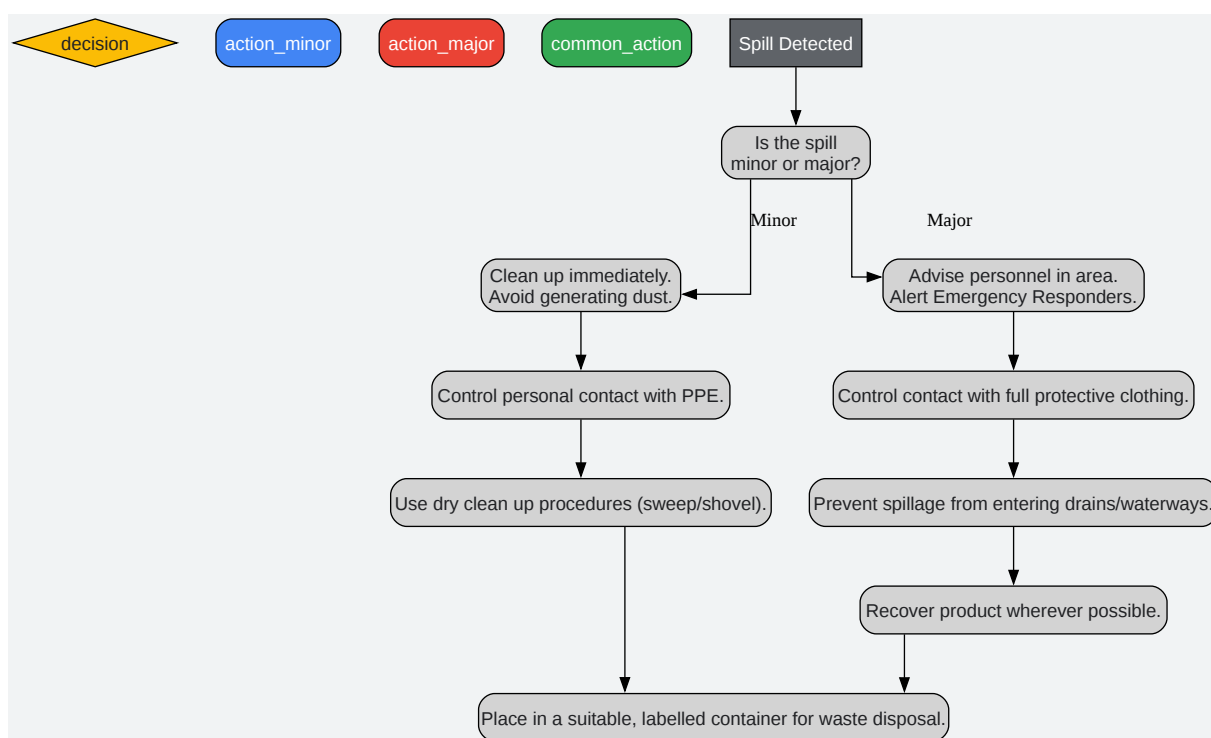 decision
action_minor
action_major
common_action
Spill Detected
Is the spill
minor or major?
Minor
Major
Clean up immediately.
Avoid generating dust.
Advise personnel in area.
Alert Emergency Responders.
Control personal contact with PPE.
Control contact with full protective clothing.
Use dry clean up procedures (sweep/shovel).
Prevent spillage from entering drains/waterways.
Recover product wherever possible.
Place in a suitable, labelled container for waste disposal.